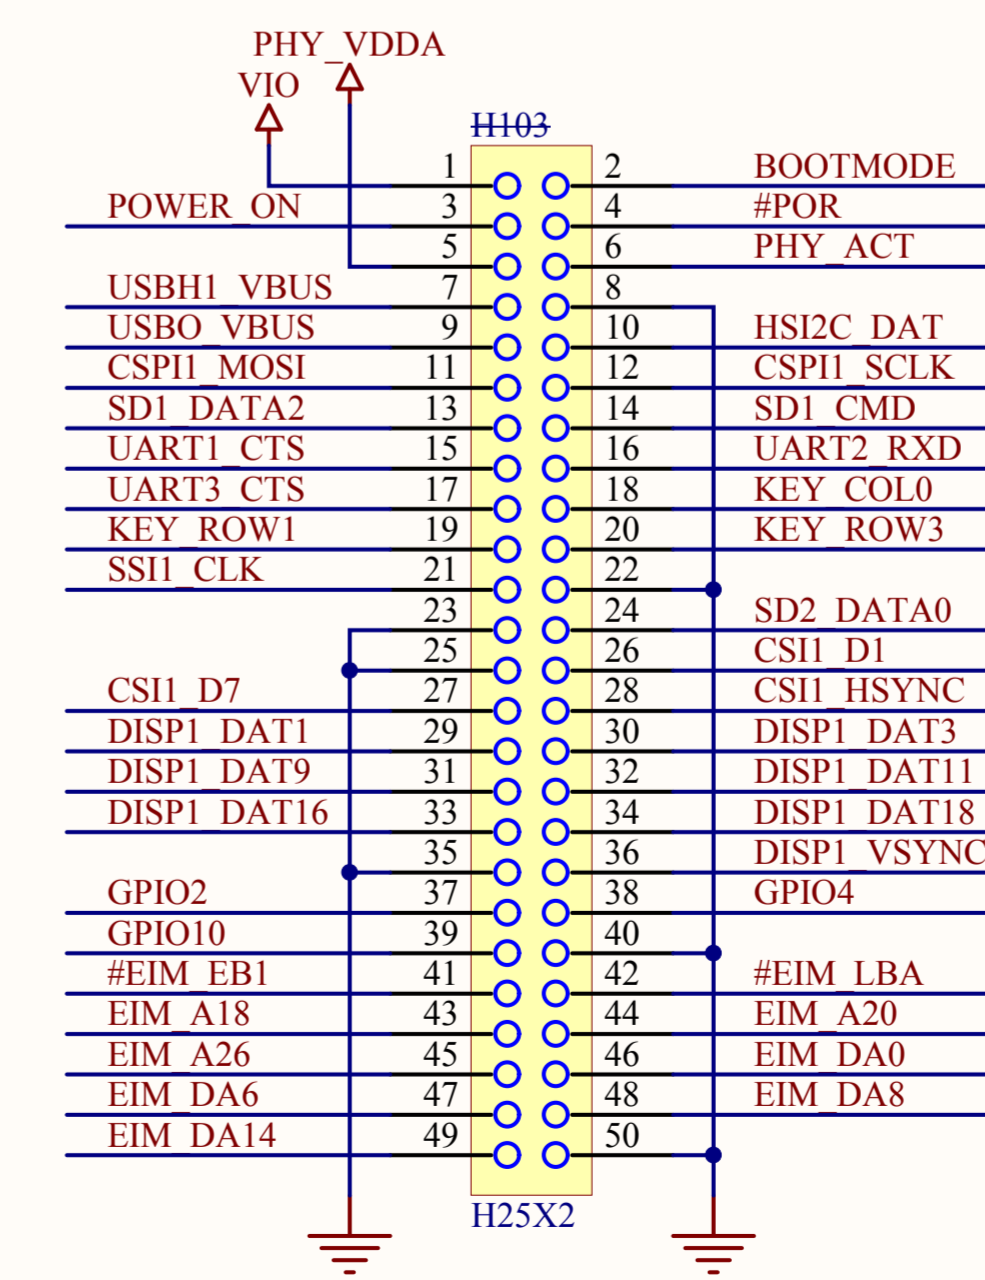 PHY_VDDA
VIO
H103
1 2 BOOTMODE
POWER_ON 3 4 #POR
5 6 PHY_ACT
USBH1_VBUS 7 8
USBO_VBUS 9 10 HSI2C_DAT
CSPI1_MOSI 11 12 CSPI1_SCLK
SD1_DATA2 13 14 SD1_CMD
UART1_CTS 15 16 UART2_RXD
UART3_CTS 17 18 KEY_COL0
KEY_ROW1 19 20 KEY_ROW3
SSI1_CLK 21 22
23 24 SD2_DATA0
25 26 CSI1_D1
CSI1_D7 27 28 CSI1_HSYNC
DISP1_DAT1 29 30 DISP1_DAT3
DISP1_DAT9 31 32 DISP1_DAT11
DISP1_DAT16 33 34 DISP1_DAT18
35 36 DISP1_VSYNC
GPIO2 37 38 GPIO4
GPIO10 39 40
#EIM_EB1 41 42 #EIM_LBA
EIM_A18 43 44 EIM_A20
EIM_A26 45 46 EIM_DA0
EIM_DA6 47 48 EIM_DA8
EIM_DA14 49 50
H25X2